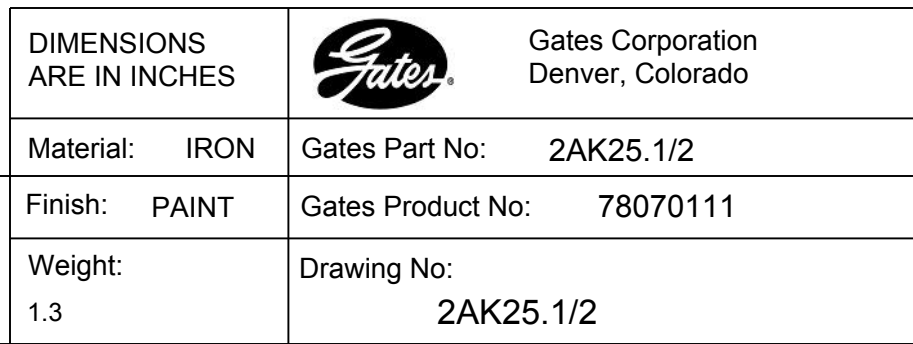 DIMENSIONS
ARE IN INCHES
Gates®
Gates Corporation
Denver, Colorado
Material: IRON
Gates Part No: 2AK25.1/2
Finish: PAINT
Gates Product No: 78070111
Weight:
1.3
Drawing No:
2AK25.1/2